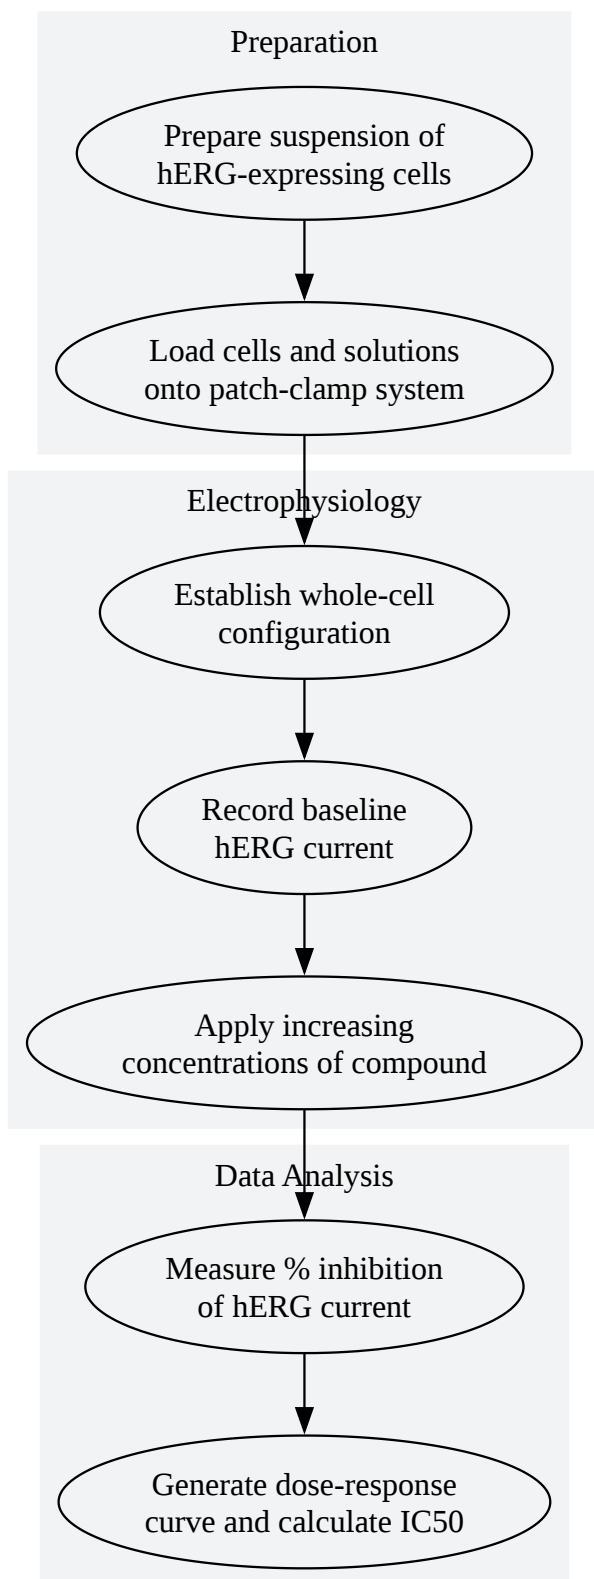 Preparation
Prepare suspension of
hERG-expressing cells
Load cells and solutions
onto patch-clamp system
Electrophysiology
Establish whole-cell
configuration
Record baseline
hERG current
Apply increasing
concentrations of compound
Data Analysis
Measure % inhibition
of hERG current
Generate dose-response
curve and calculate IC50